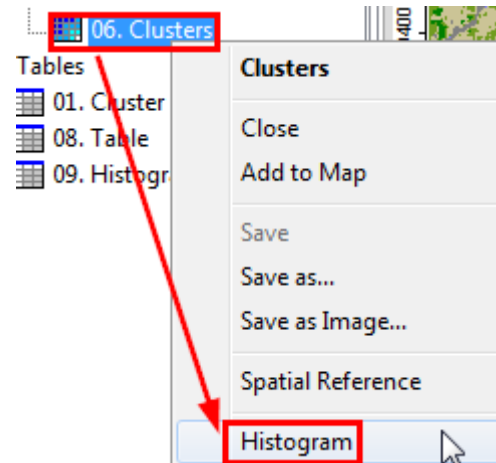 06. Clusters
400
Tables
01. Cluster
08. Table
09. Histogr
Clusters
Close
Add to Map
Save
Save as...
Save as Image...
Spatial Reference
Histogram